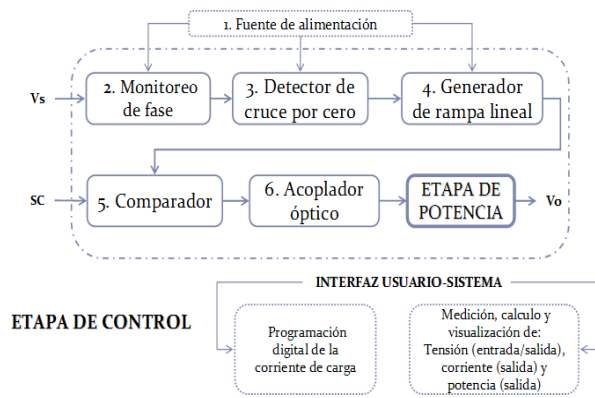 1. Fuente de alimentación
Vs
2. Monitoreo
de fase
3. Detector de
cruce por cero
4. Generador
de rampa lineal
SC
5. Comparador
6. Acoplador
óptico
ETAPA DE
POTENCIA
Vo
INTERFAZ USUARIO-SISTEMA
ETAPA DE CONTROL
Programación
digital de la
corriente de carga
Medición, calculo y
visualización de:
Tensión (entrada/salida),
corriente (salida) y
potencia (salida)